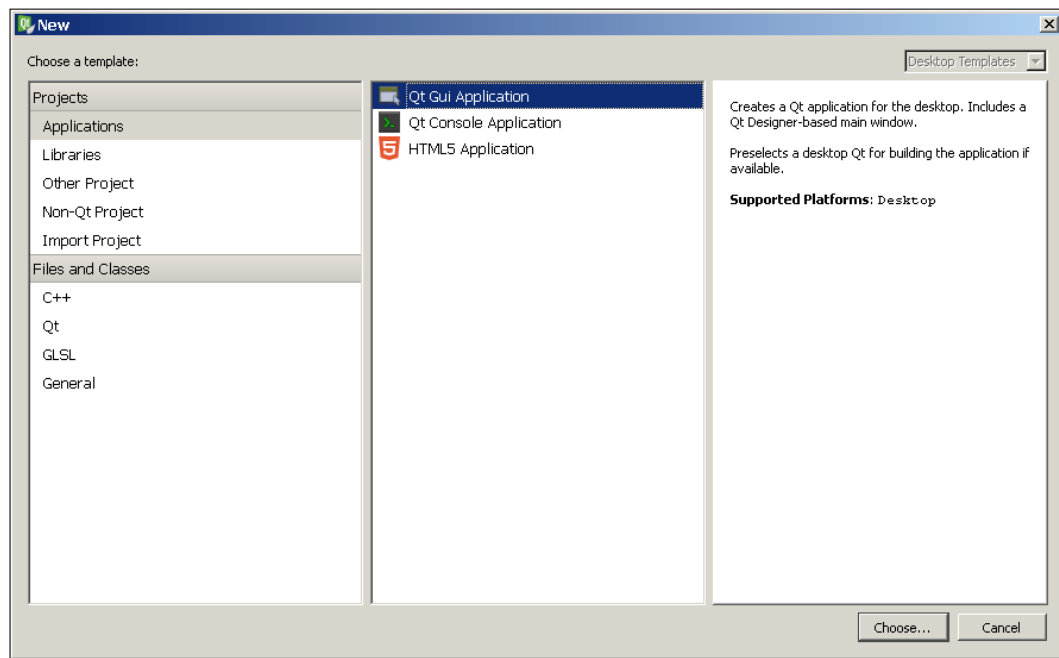 New
Choose a template:
Desktop Templates
Projects
Applications
Libraries
Other Project
Non-Qt Project
Import Project
Files and Classes
C++
Qt
GLSL
General
Qt Gui Application
Qt Console Application
HTML5 Application
Creates a Qt application for the desktop. Includes a
Qt Designer-based main window.
Preselects a desktop Qt for building the application if
available.
Supported Platforms: Desktop
Choose...
Cancel